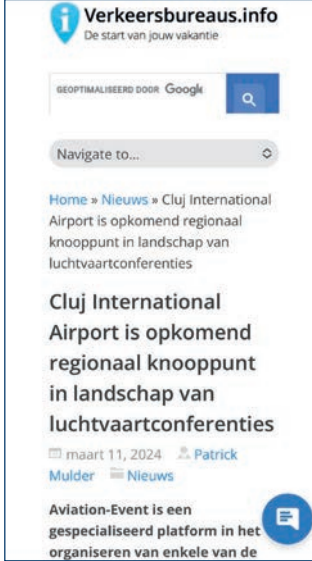 Verkeersbureaus.info
De start van jouw vakantie
GEOPTIMALISEERD DOOR Google
Navigate to...
Home » Nieuws » Cluj International
Airport is opkomend regionaal
knooppunt in landschap van
luchtvaartconferenties
Cluj International
Airport is opkomend
regionaal knooppunt
in landschap van
luchtvaartconferenties
maart 11, 2024 Patrick
Mulder Nieuws
Aviation-Event is een
gespecialiseerd platform in het
organiseren van enkele van de